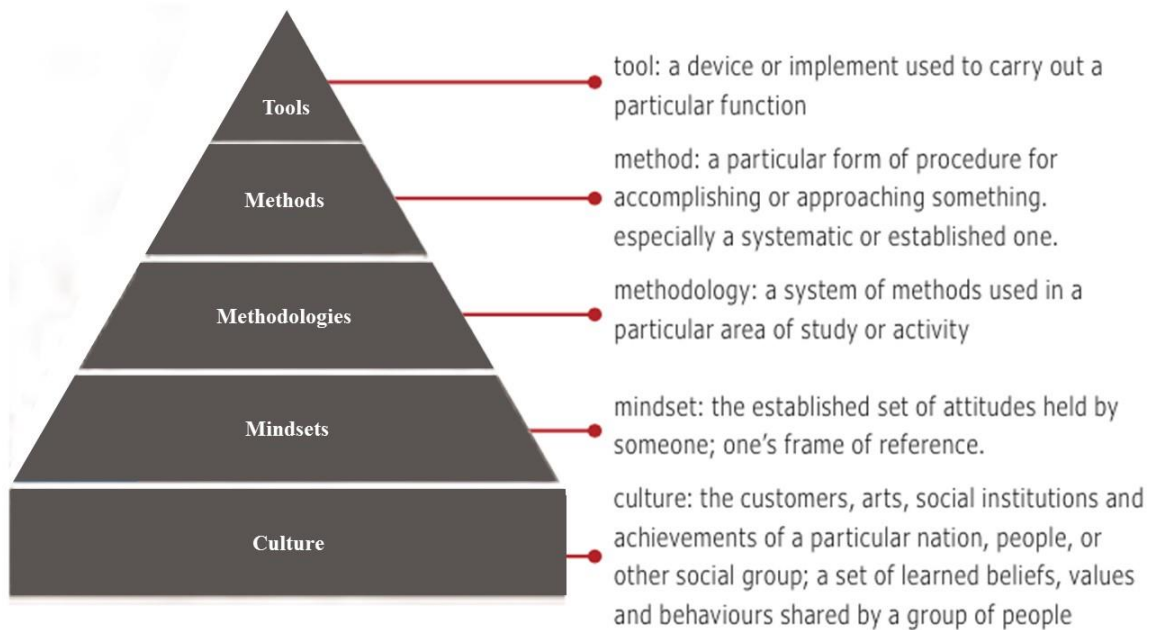 Tools
tool: a device or implement used to carry out a
particular function
Methods
method: a particular form of procedure for
accomplishing or approaching something.
especially a systematic or established one.
Methodologies
methodology: a system of methods used in a
particular area of study or activity
Mindsets
mindset: the established set of attitudes held by
someone; one's frame of reference.
Culture
culture: the customers, arts, social institutions and
achievements of a particular nation, people, or
other social group; a set of learned beliefs, values
and behaviours shared by a group of people